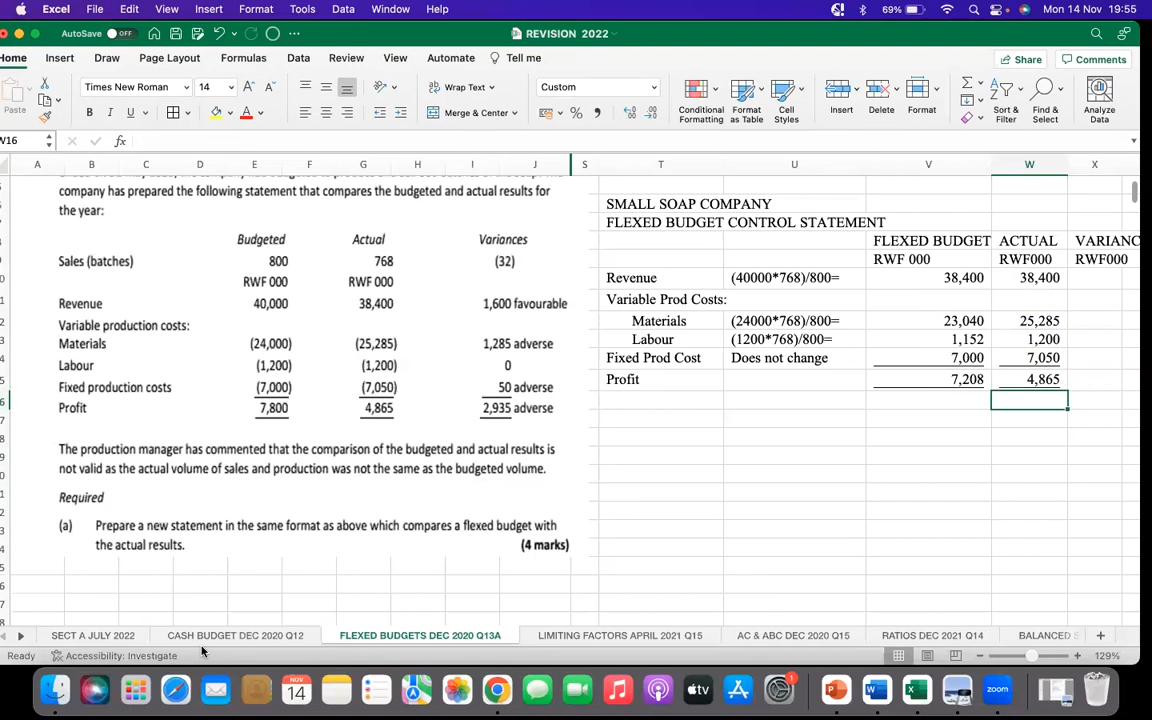 Excel File Edit View Insert Format Tools Data Window Help 69% Mon 14 Nov 19:55
AutoSave OFF REVISION 2022
Home Insert Draw Page Layout Formulas Data Review View Automate Tell me Share Comments
Paste Times New Roman 14 Wrap Text Custom
B I U A Merge & Center % Conditional Formatting Format as Table Cell Styles Insert Delete Format Sort & Filter Find & Select Analyze Data
W16 fx
A B C D E F G H I J S T U V W X
company has prepared the following statement that compares the budgeted and actual results for
the year:
Budgeted Actual Variances
Sales (batches) 800 768 (32)
RWF 000 RWF 000
Revenue 40,000 38,400 1,600 favourable
Variable production costs:
Materials (24,000) (25,285) 1,285 adverse
Labour (1,200) (1,200) 0
Fixed production costs (7,000) (7,050) 50 adverse
Profit 7,800 4,865 2,935 adverse
The production manager has commented that the comparison of the budgeted and actual results is
not valid as the actual volume of sales and production was not the same as the budgeted volume.
Required
(a) Prepare a new statement in the same format as above which compares a flexed budget with
the actual results. (4 marks)
SMALL SOAP COMPANY
FLEXED BUDGET CONTROL STATEMENT
FLEXED BUDGET ACTUAL VARIANC
RWF 000 RWF000 RWF000
Revenue (40000*768)/800= 38,400 38,400
Variable Prod Costs:
Materials (24000*768)/800= 23,040 25,285
Labour (1200*768)/800= 1,152 1,200
Fixed Prod Cost Does not change 7,000 7,050
Profit 7,208 4,865
SECT A JULY 2022 CASH BUDGET DEC 2020 Q12 FLEXED BUDGETS DEC 2020 Q13A LIMITING FACTORS APRIL 2021 Q15 AC & ABC DEC 2020 Q15 RATIOS DEC 2021 Q14 BALANCED S
Ready Accessibility: Investigate 129%
NOV 14 tv 1 zoom